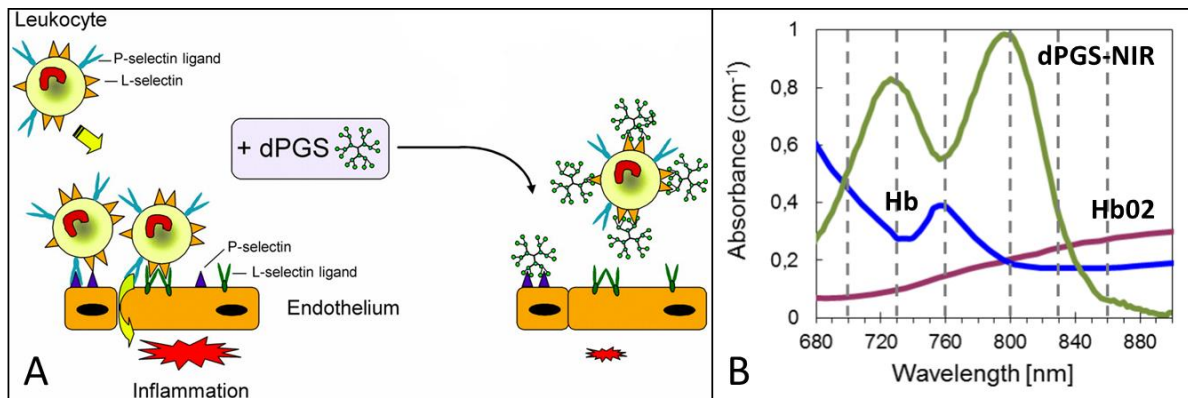 Leukocyte
P-selectin ligand
L-selectin
+ dPGS
P-selectin
L-selectin ligand
Endothelium
Inflammation
A
Absorbance (cm⁻¹)
1
0,8
0,6
0,4
0,2
0
dPGS-NIR
Hb
Hb02
680 720 760 800 840 880
Wavelength [nm]
B